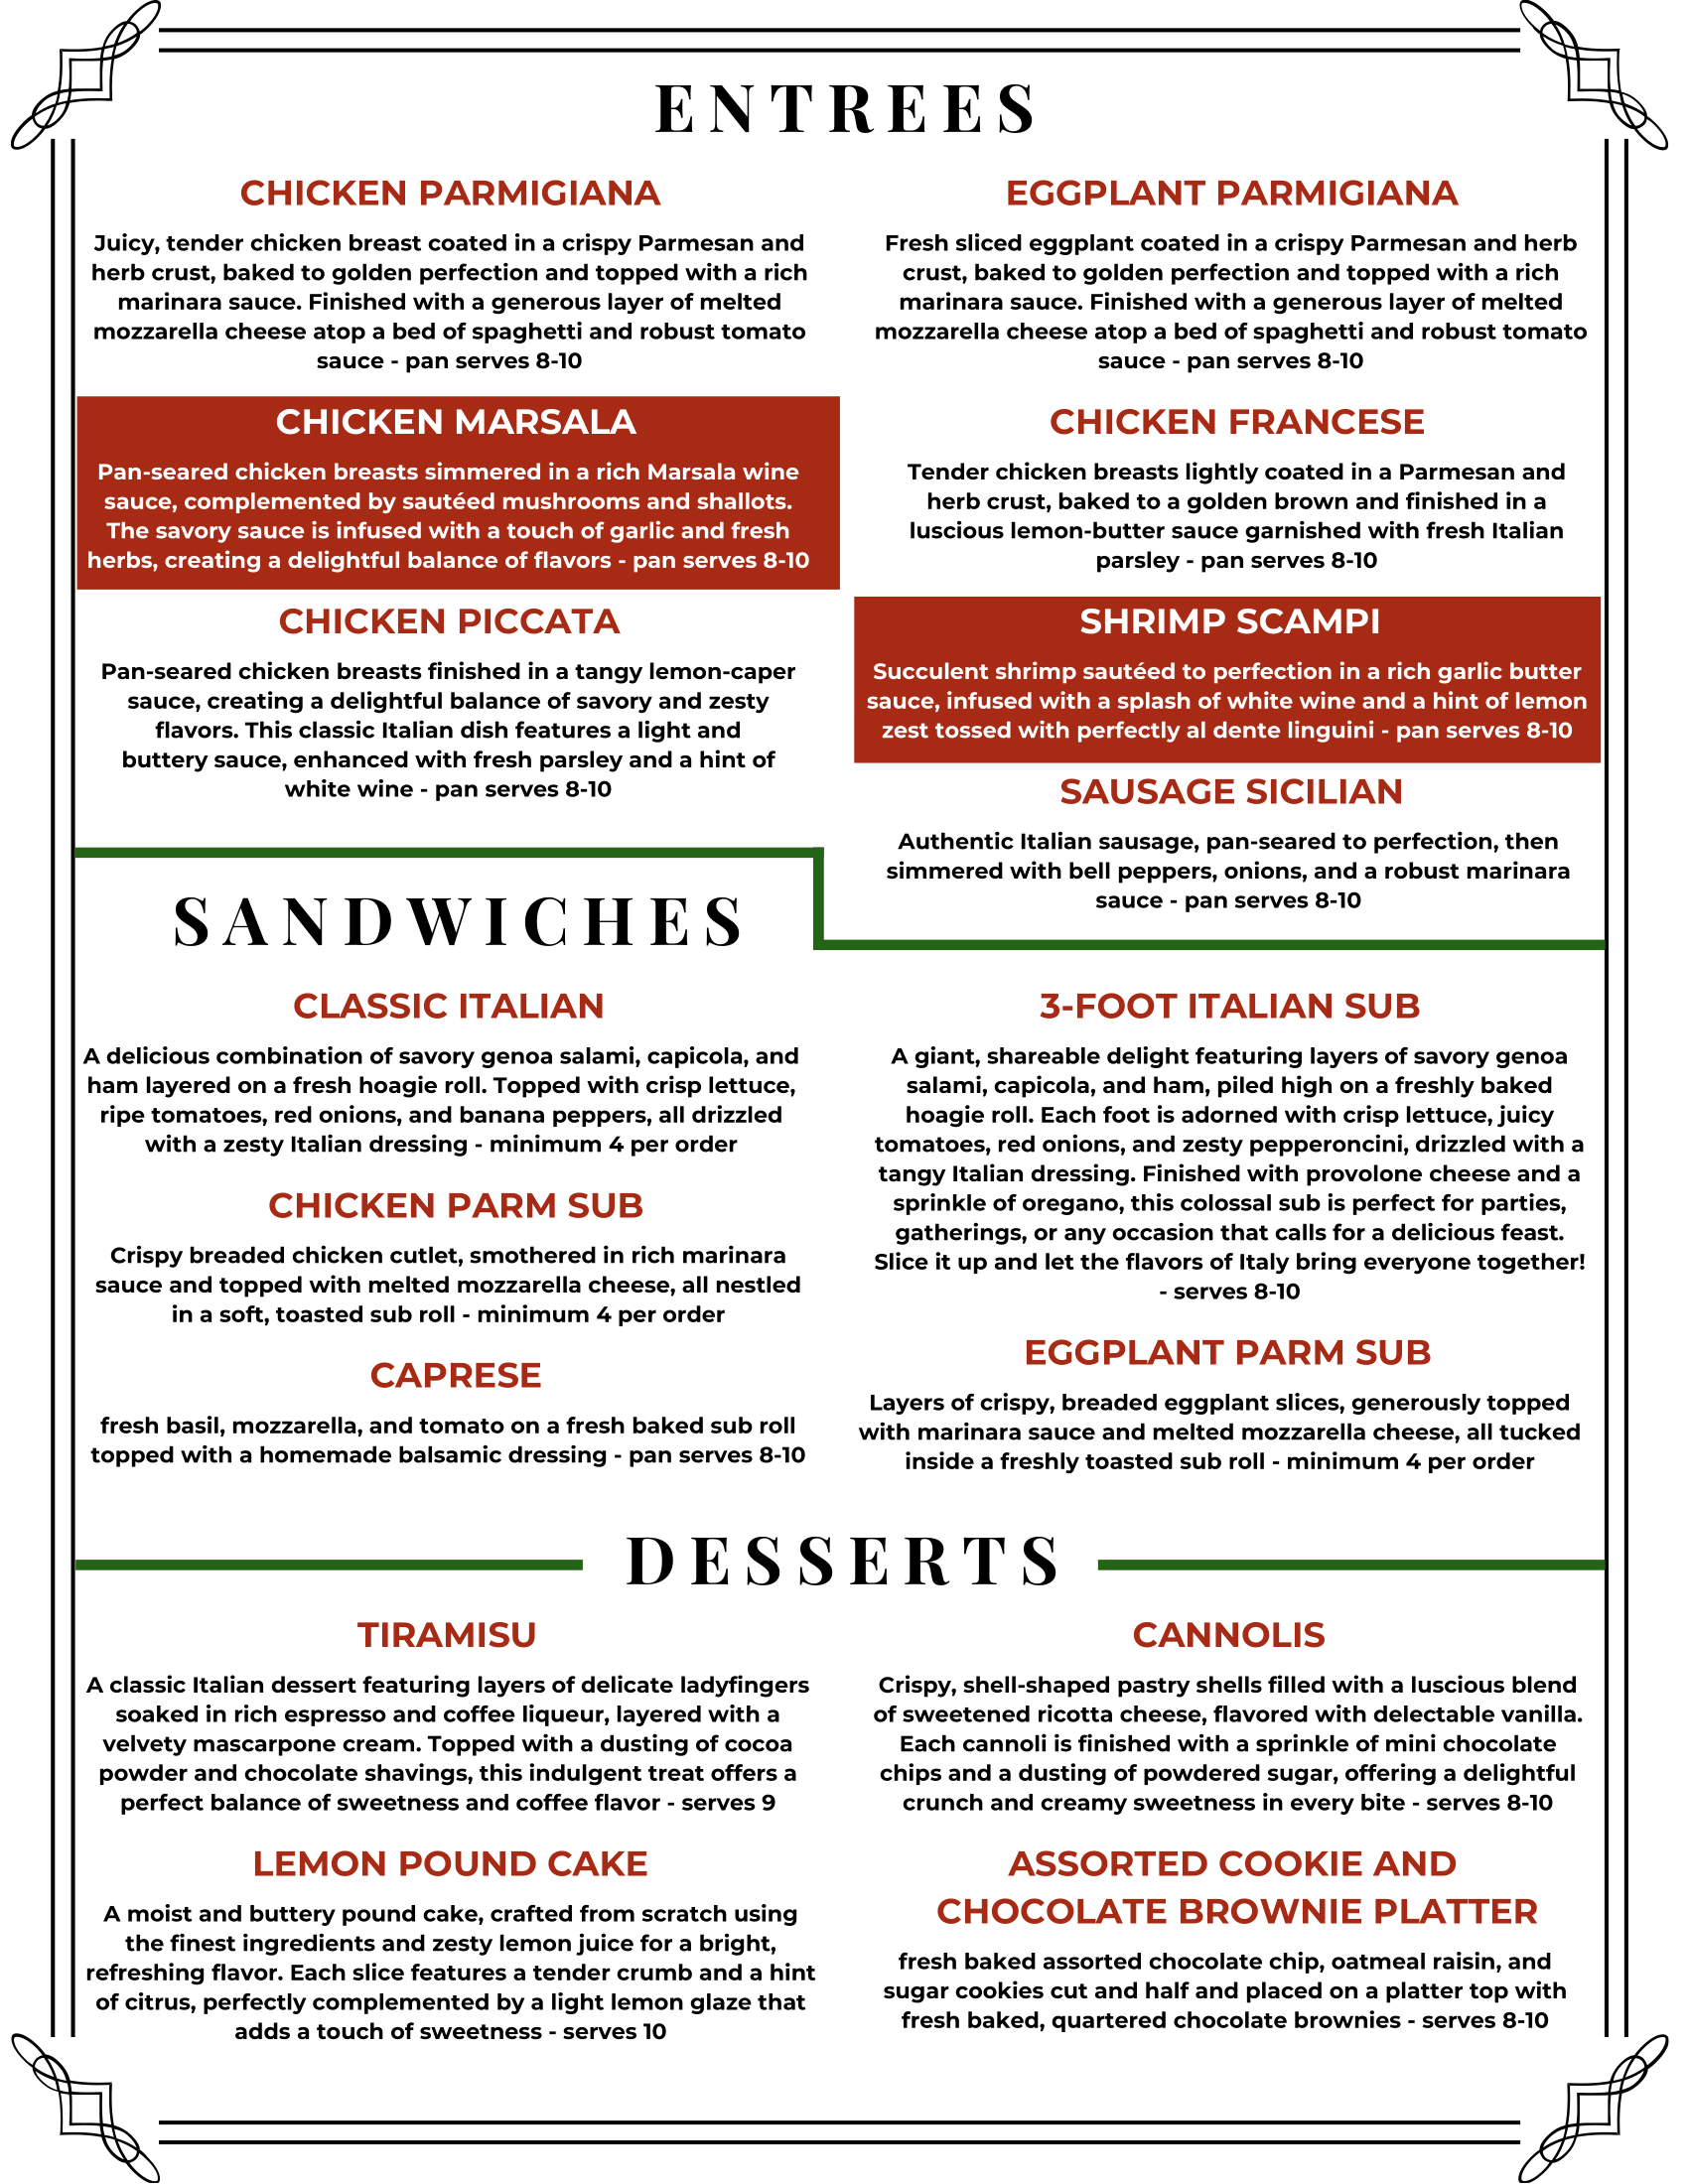 ENTREES
CHICKEN PARMIGIANA
Juicy, tender chicken breast coated in a crispy Parmesan and
herb crust, baked to golden perfection and topped with a rich
marinara sauce. Finished with a generous layer of melted
mozzarella cheese atop a bed of spaghetti and robust tomato
sauce - pan serves 8-10
CHICKEN MARSALA
Pan-seared chicken breasts simmered in a rich Marsala wine
sauce, complemented by sautéed mushrooms and shallots.
The savory sauce is infused with a touch of garlic and fresh
herbs, creating a delightful balance of flavors - pan serves 8-10
CHICKEN PICCATA
Pan-seared chicken breasts finished in a tangy lemon-caper
sauce, creating a delightful balance of savory and zesty
flavors. This classic Italian dish features a light and
buttery sauce, enhanced with fresh parsley and a hint of
white wine - pan serves 8-10
EGGPLANT PARMIGIANA
Fresh sliced eggplant coated in a crispy Parmesan and herb
crust, baked to golden perfection and topped with a rich
marinara sauce. Finished with a generous layer of melted
mozzarella cheese atop a bed of spaghetti and robust tomato
sauce - pan serves 8-10
CHICKEN FRANCESE
Tender chicken breasts lightly coated in a Parmesan and
herb crust, baked to a golden brown and finished in a
luscious lemon-butter sauce garnished with fresh Italian
parsley - pan serves 8-10
SHRIMP SCAMPI
Succulent shrimp sautéed to perfection in a rich garlic butter
sauce, infused with a splash of white wine and a hint of lemon
zest tossed with perfectly al dente linguini - pan serves 8-10
SAUSAGE SICILIAN
Authentic Italian sausage, pan-seared to perfection, then
simmered with bell peppers, onions, and a robust marinara
sauce - pan serves 8-10
SANDWICHES
CLASSIC ITALIAN
A delicious combination of savory genoa salami, capicola, and
ham layered on a fresh hoagie roll. Topped with crisp lettuce,
ripe tomatoes, red onions, and banana peppers, all drizzled
with a zesty Italian dressing - minimum 4 per order
CHICKEN PARM SUB
Crispy breaded chicken cutlet, smothered in rich marinara
sauce and topped with melted mozzarella cheese, all nestled
in a soft, toasted sub roll - minimum 4 per order
CAPRESE
fresh basil, mozzarella, and tomato on a fresh baked sub roll
topped with a homemade balsamic dressing - pan serves 8-10
3-FOOT ITALIAN SUB
A giant, shareable delight featuring layers of savory genoa
salami, capicola, and ham, piled high on a freshly baked
hoagie roll. Each foot is adorned with crisp lettuce, juicy
tomatoes, red onions, and zesty pepperoncini, drizzled with a
tangy Italian dressing. Finished with provolone cheese and a
sprinkle of oregano, this colossal sub is perfect for parties,
gatherings, or any occasion that calls for a delicious feast.
Slice it up and let the flavors of Italy bring everyone together!
- serves 8-10
EGGPLANT PARM SUB
Layers of crispy, breaded eggplant slices, generously topped
with marinara sauce and melted mozzarella cheese, all tucked
inside a freshly toasted sub roll - minimum 4 per order
DESSERTS
TIRAMISU
A classic Italian dessert featuring layers of delicate ladyfingers
soaked in rich espresso and coffee liqueur, layered with a
velvety mascarpone cream. Topped with a dusting of cocoa
powder and chocolate shavings, this indulgent treat offers a
perfect balance of sweetness and coffee flavor - serves 9
LEMON POUND CAKE
A moist and buttery pound cake, crafted from scratch using
the finest ingredients and zesty lemon juice for a bright,
refreshing flavor. Each slice features a tender crumb and a hint
of citrus, perfectly complemented by a light lemon glaze that
adds a touch of sweetness - serves 10
CANNOLIS
Crispy, shell-shaped pastry shells filled with a luscious blend
of sweetened ricotta cheese, flavored with delectable vanilla.
Each cannoli is finished with a sprinkle of mini chocolate
chips and a dusting of powdered sugar, offering a delightful
crunch and creamy sweetness in every bite - serves 8-10
ASSORTED COOKIE AND
CHOCOLATE BROWNIE PLATTER
fresh baked assorted chocolate chip, oatmeal raisin, and
sugar cookies cut and half and placed on a platter top with
fresh baked, quartered chocolate brownies - serves 8-10